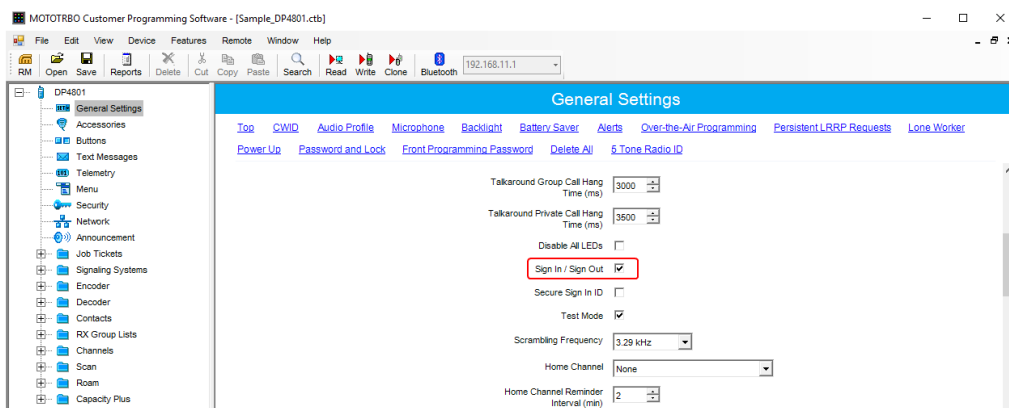 MOTOTRBO Customer Programming Software - [Sample_DP4801.ctb]
File Edit View Device Features Remote Window Help
RM Open Save Reports Delete Cut Copy Paste Search Read Write Clone Bluetooth 192.168.11.1
DP4801
General Settings
Accessories
Buttons
Text Messages
Telemetry
Menu
Security
Network
Announcement
Job Tickets
Signaling Systems
Encoder
Decoder
Contacts
RX Group Lists
Channels
Scan
Roam
Capacity Plus
General Settings
Top CWID Audio Profile Microphone Backlight Battery Saver Alerts Over-the-Air Programming Persistent LRRP Requests Lone Worker
Power Up Password and Lock Front Programming Password Delete All 5 Tone Radio ID
Talkaround Group Call Hang
Time (ms) 3000
Talkaround Private Call Hang
Time (ms) 3500
Disable All LEDs
Sign In / Sign Out
Secure Sign In ID
Test Mode
Scrambling Frequency 3.29 kHz
Home Channel None
Home Channel Reminder
Interval (min) 2